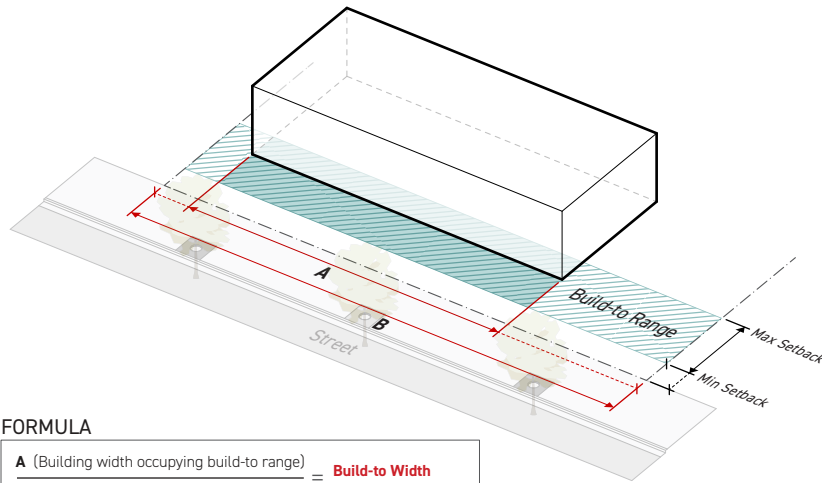 A
B
Build-to Range
Max Setback
Min Setback
Street
FORMULA
A (Building width occupying build-to range)
= Build-to Width